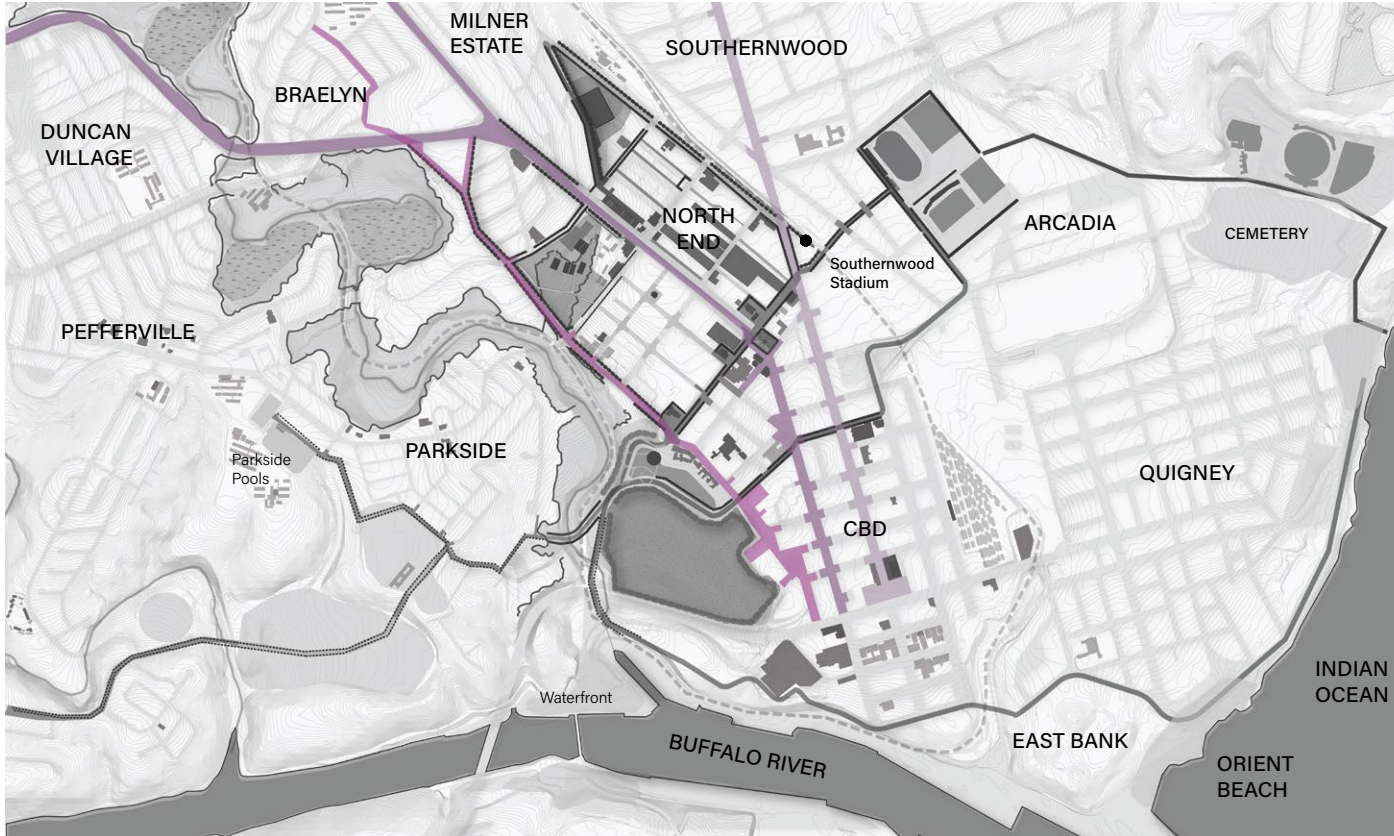 MILNER
ESTATE
SOUTHERNWOOD
BRAELYN
DUNCAN
VILLAGE
NORTH
END
ARCADIA
CEMETERY
Southernwood
Stadium
PEFFERVILLE
PARKSIDE
Parkside
Pools
QUIGNEY
CBD
INDIAN
OCEAN
Waterfront
EAST BANK
BUFFALO RIVER
ORIENT
BEACH